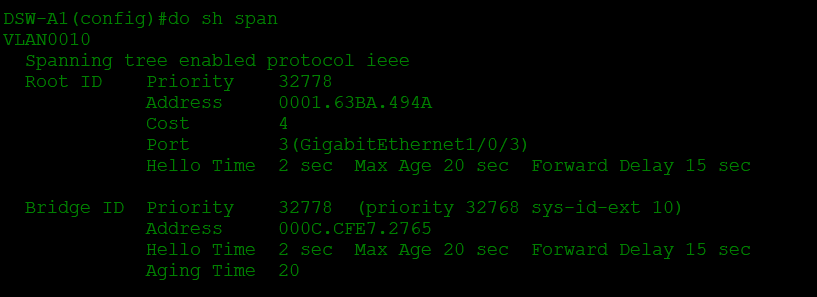 DSW-A1(config)#do sh span
VLAN0010
  Spanning tree enabled protocol ieee
  Root ID    Priority    32778
             Address     0001.63BA.494A
             Cost        4
             Port        3(GigabitEthernet1/0/3)
             Hello Time  2 sec  Max Age 20 sec  Forward Delay 15 sec

  Bridge ID  Priority    32778  (priority 32768 sys-id-ext 10)
             Address     000C.CFE7.2765
             Hello Time  2 sec  Max Age 20 sec  Forward Delay 15 sec
             Aging Time  20